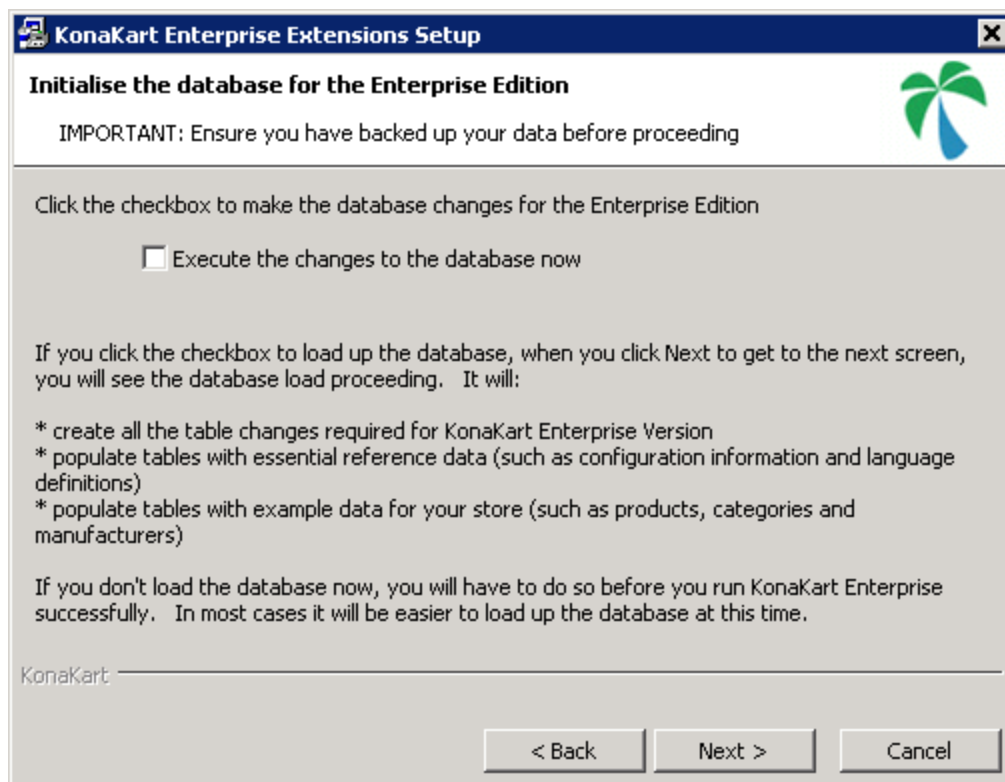 KonaKart Enterprise Extensions Setup
Initialise the database for the Enterprise Edition
IMPORTANT: Ensure you have backed up your data before proceeding
Click the checkbox to make the database changes for the Enterprise Edition
Execute the changes to the database now
If you click the checkbox to load up the database, when you click Next to get to the next screen,
you will see the database load proceeding.   It will:
* create all the table changes required for KonaKart Enterprise Version
* populate tables with essential reference data (such as configuration information and language
definitions)
* populate tables with example data for your store (such as products, categories and
manufacturers)
If you don't load the database now, you will have to do so before you run KonaKart Enterprise
successfully.   In most cases it will be easier to load up the database at this time.
KonaKart
< Back
Next >
Cancel